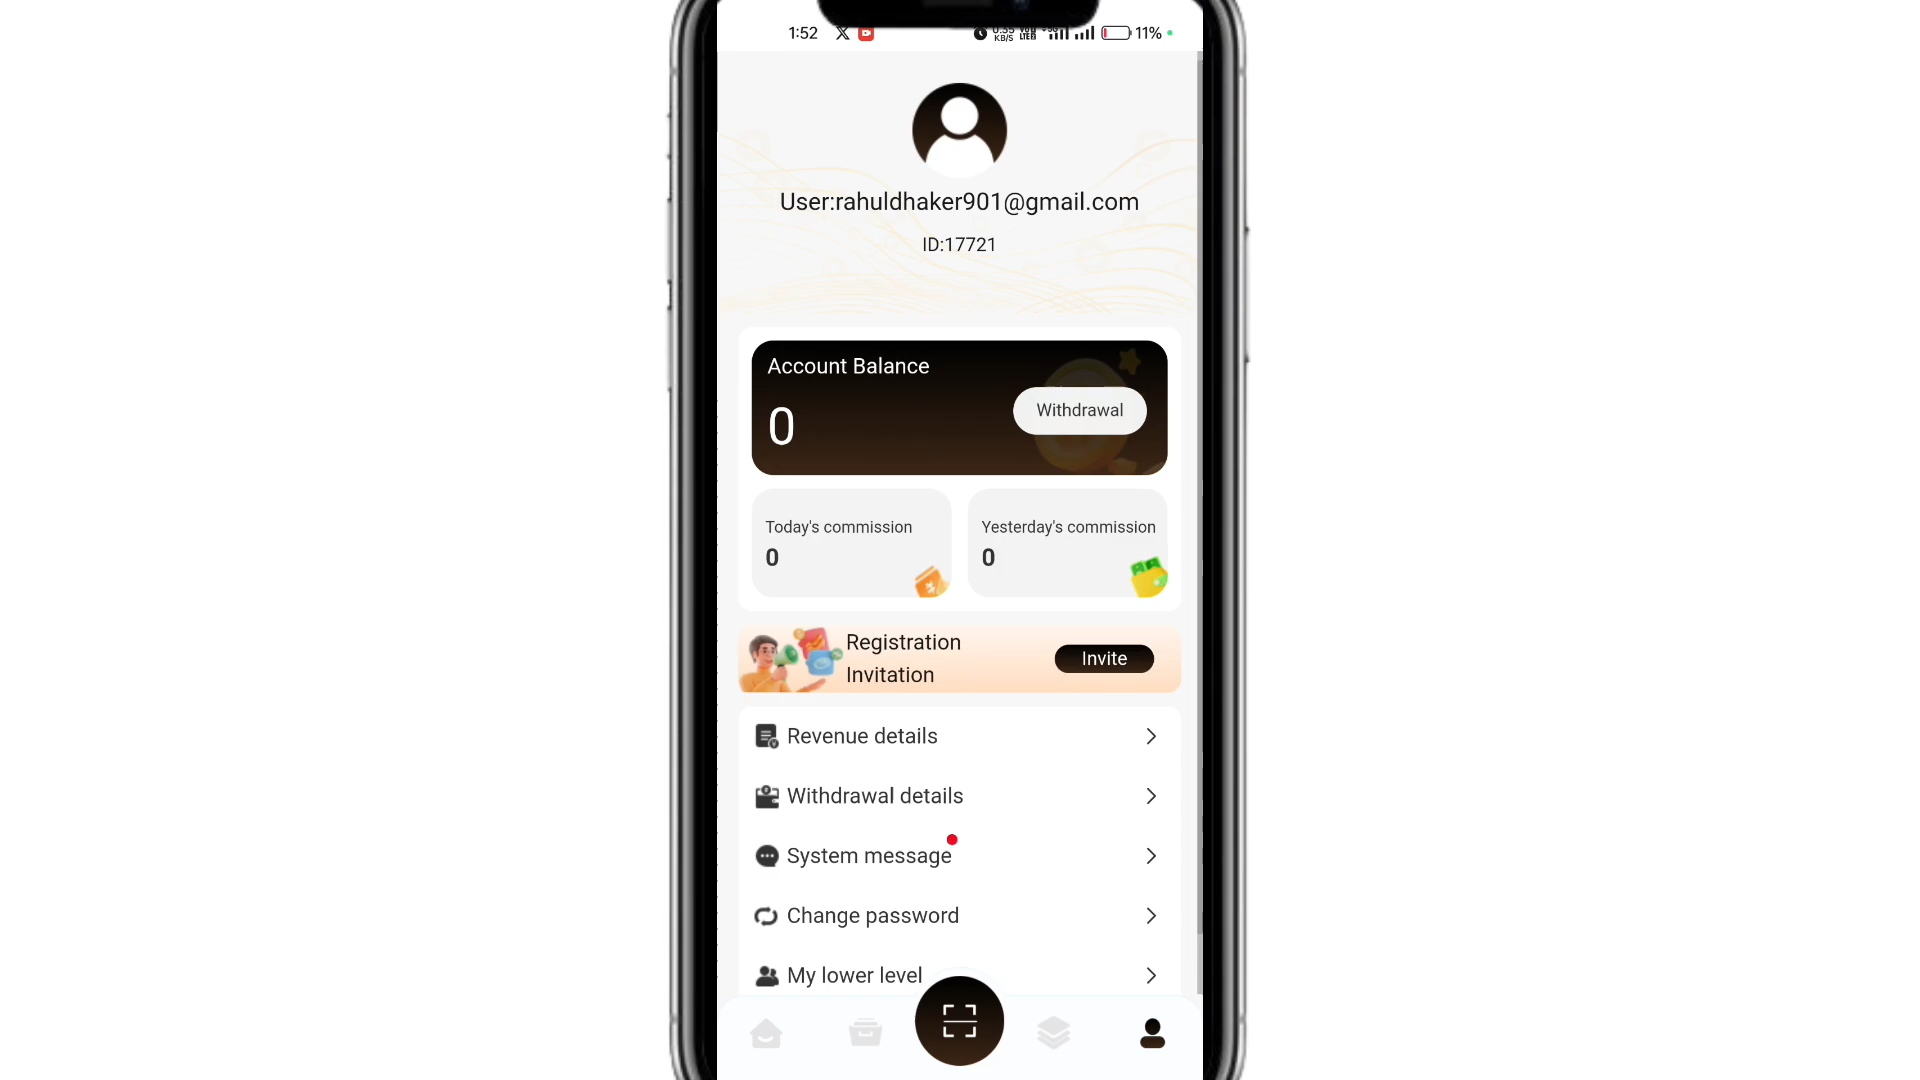 1:52
KB/S
11%
User:rahuldhaker901@gmail.com
ID:17721
Account Balance
0
Withdrawal
Today's commission
0
Yesterday's commission
0
Registration
Invitation
Invite
Revenue details
Withdrawal details
System message
Change password
My lower level